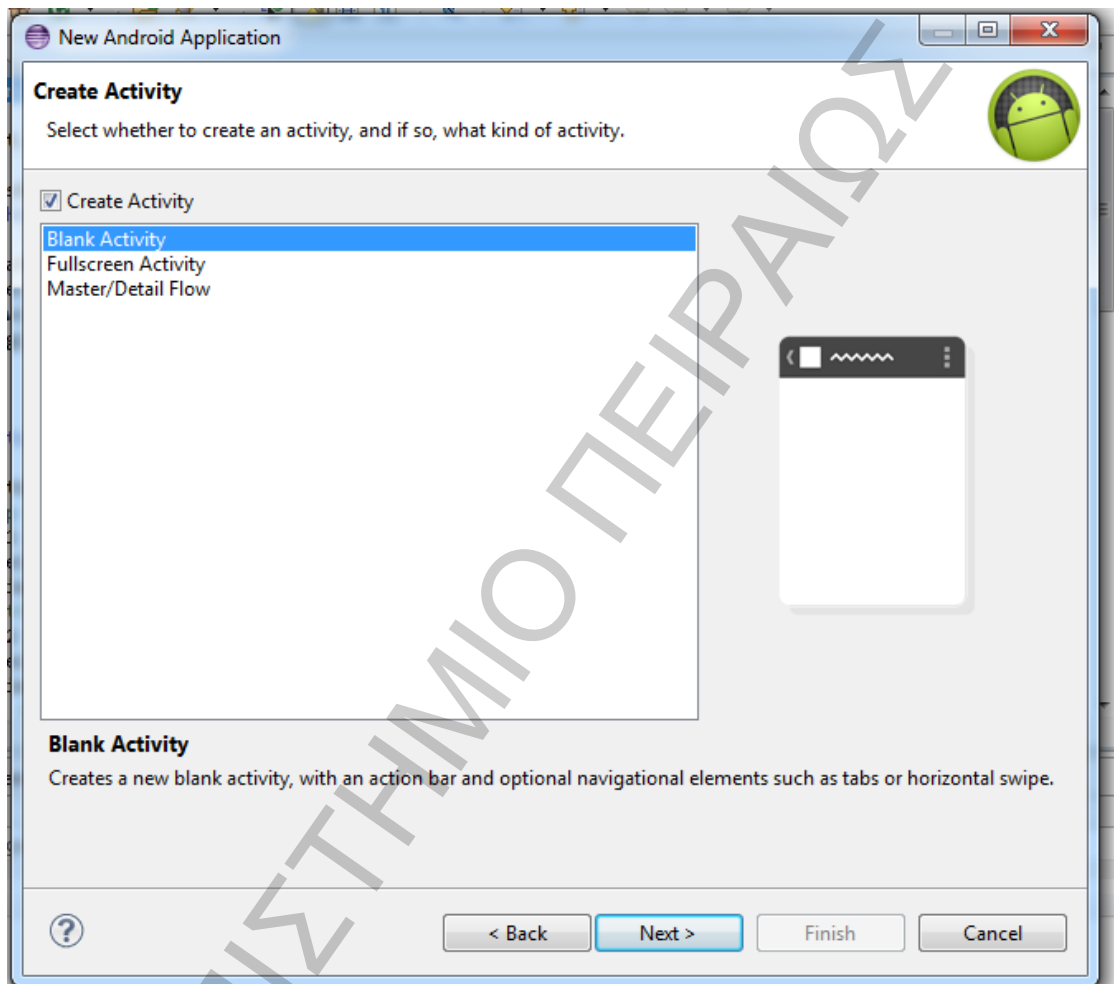 New Android Application
Create Activity
Select whether to create an activity, and if so, what kind of activity.
Create Activity
Blank Activity
Fullscreen Activity
Master/Detail Flow
Blank Activity
Creates a new blank activity, with an action bar and optional navigational elements such as tabs or horizontal swipe.
< Back
Next >
Finish
Cancel
ΠΕΙΡΑΙΩΣ